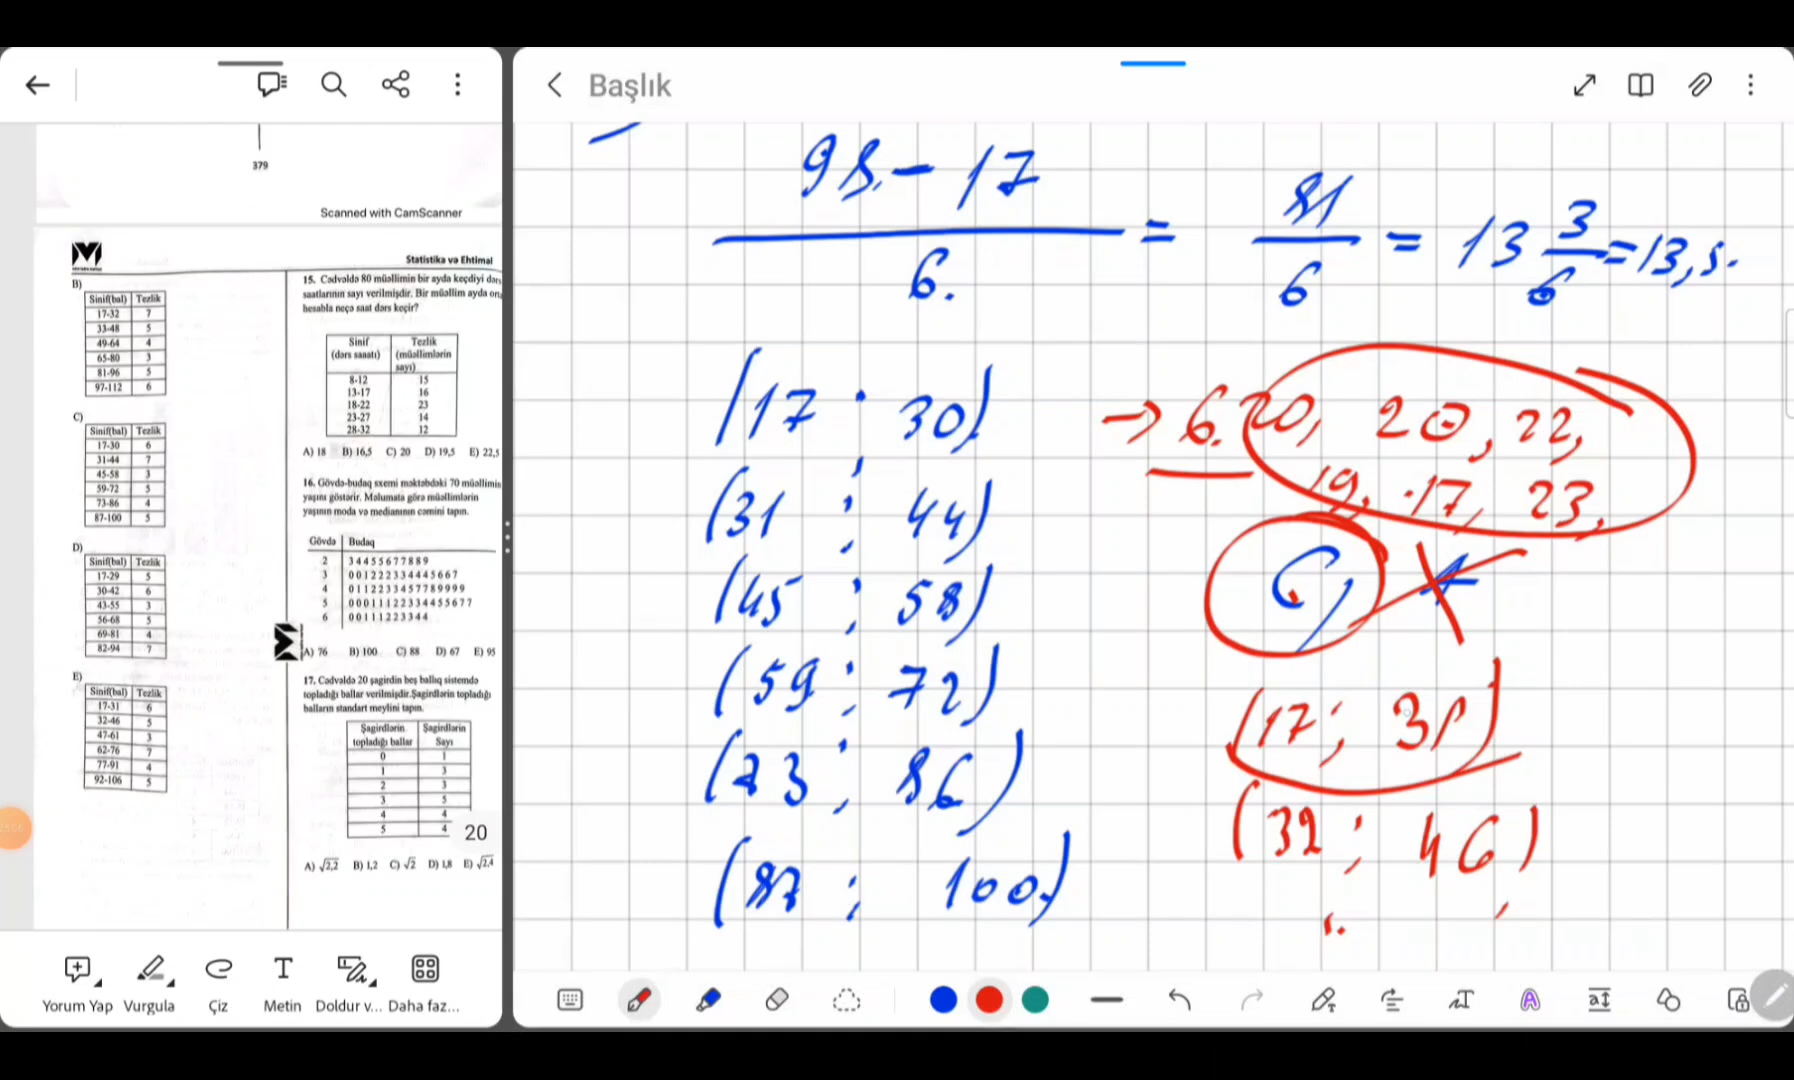 379
Scanned with CamScanner
Statistika və Ehtimal
B)
Sinif(bal) Tezlik
17-32 7
33-48 5
49-64 4
65-80 3
81-96 5
97-112 6
C)
Sinif(bal) Tezlik
17-30 6
31-44 7
45-58 3
59-72 5
73-86 4
87-100 5
D)
Sinif(bal) Tezlik
17-29 5
30-42 6
43-55 3
56-68 5
69-81 4
82-94 7
E)
Sinif(bal) Tezlik
17-31 6
32-46 5
47-61 3
62-76 7
77-91 4
92-106 5
15. Cədvəldə 80 müəllimin bir ayda keçdiyi dərs
saatlarının sayı verilmişdir. Bir müəllim ayda
hesabla neçə saat dərs keçir?
Sinif Tezlik
(dərs saatı) (müəllimlərin
sayı)
8-12 15
13-17 16
18-22 23
23-27 14
28-32 12
A) 18 B) 16,5 C) 20 D) 19,5 E) 22,5
16. Gövdə-budaq sxemi məktəbdəki 70 müəllimin
yaşını göstərir. Məlumata görə müəllimlərin
yaşının moda və medianının cəmini tapın.
Gövdə Budaq
2 3 4 4 5 5 6 7 7 8 8 9
3 0 0 1 2 2 2 3 3 4 4 4 5 6 6 7
4 0 1 1 2 2 3 3 4 5 7 7 8 9 9 9 9
5 0 0 0 1 1 1 2 2 3 3 4 4 5 5 6 7 7
6 0 0 1 1 1 2 2 3 3 4 4
A) 76 B) 100 C) 88 D) 67 E) 95
17. Cədvəldə 20 şagirdin beş ballıq sistemdə
topladığı ballar verilmişdir.Şagirdlərin topladığı
balların standart meylini tapın.
Şagirdlərin Şagirdlərin
topladığı ballar Sayı
0 1
1 3
2 3
3 5
4 4
5 4
20
A) √2,2 B) 1,2 C) √2 D) 1,8 E) √2,4
Yorum Yap Vurgula Çiz Metin Doldur v... Daha faz...
Başlık
98 - 17
6. = 81/6 = 13 3/6 = 13,5.
(17 ; 30) → 6. 20, 20, 22,
19, 17, 23,
(31 ; 44)
(45 ; 58)
(59 ; 72)
(73 ; 86)
(87 ; 100)
(17; 31)
(32 ; 46)